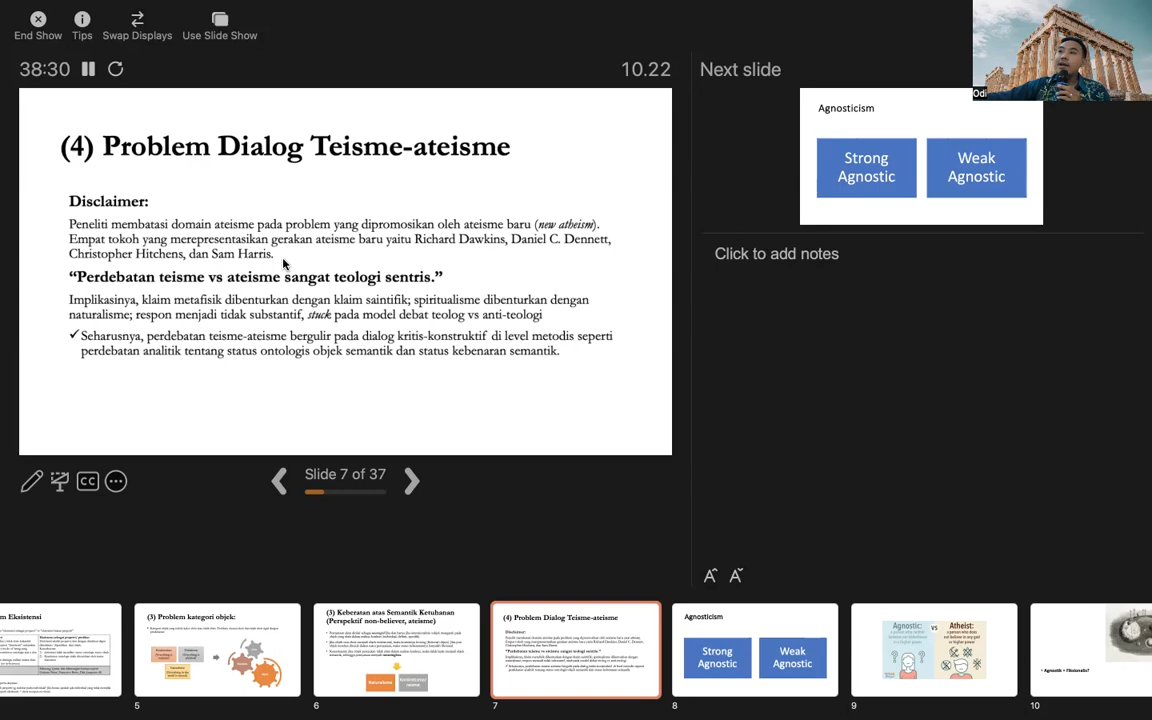 End Show Tips Swap Displays Use Slide Show
38:30
10.22
Next slide
Odi
(4) Problem Dialog Teisme-ateisme
Disclaimer:
Peneliti membatasi domain ateisme pada problem yang dipromosikan oleh ateisme baru (new atheism).
Empat tokoh yang merepresentasikan gerakan ateisme baru yaitu Richard Dawkins, Daniel C. Dennett,
Christopher Hitchens, dan Sam Harris.
“Perdebatan teisme vs ateisme sangat teologi sentris.”
Implikasinya, klaim metafisik dibenturkan dengan klaim saintifik; spiritualisme dibenturkan dengan
naturalisme; respon menjadi tidak substantif, stuck pada model debat teolog vs anti-teologi
✓Seharusnya, perdebatan teisme-ateisme bergulir pada dialog kritis-konstruktif di level metodis seperti
perdebatan analitik tentang status ontologis objek semantik dan status kebenaran semantik.
Agnosticism
Strong
Agnostic
Weak
Agnostic
Click to add notes
CC
Slide 7 of 37
Eksistensi
(3) Problem kategori objek:
(3) Keberatan atas Semantik Ketuhanan
(Perspektif non-believer, ateisme)
(4) Problem Dialog Teisme-ateisme
Disclaimer:
Agnosticism
Strong
Agnostic
Weak
Agnostic
Agnostic:
VS
Atheist:
• Agnostik = Fiksionalis?
5
6
7
8
9
10